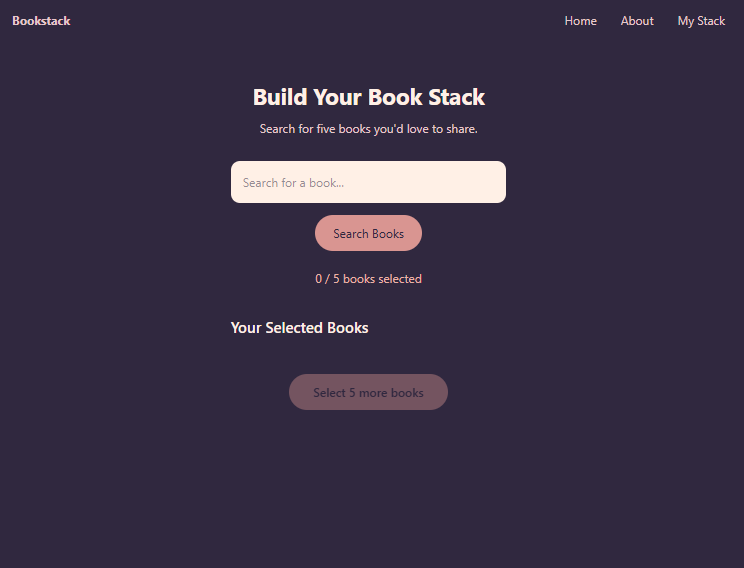 Bookstack
Home About My Stack
Build Your Book Stack
Search for five books you'd love to share.
Search for a book...
Search Books
0 / 5 books selected
Your Selected Books
Select 5 more books